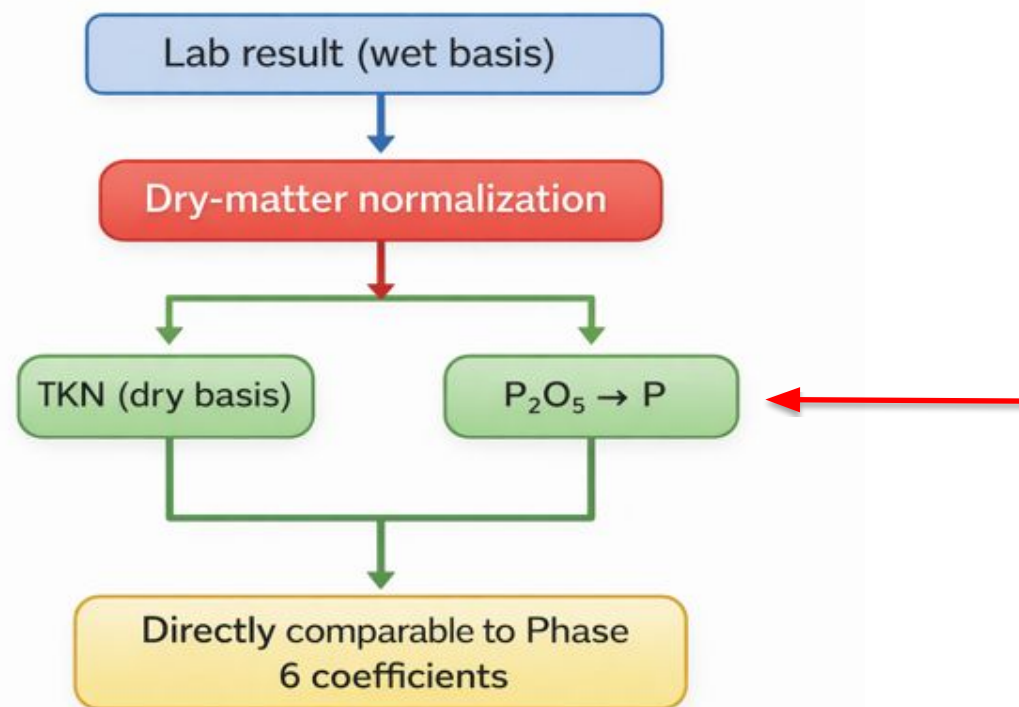 Lab result (wet basis)
Dry-matter normalization
TKN (dry basis)
P₂O₅ → P
Directly comparable to Phase
6 coefficients